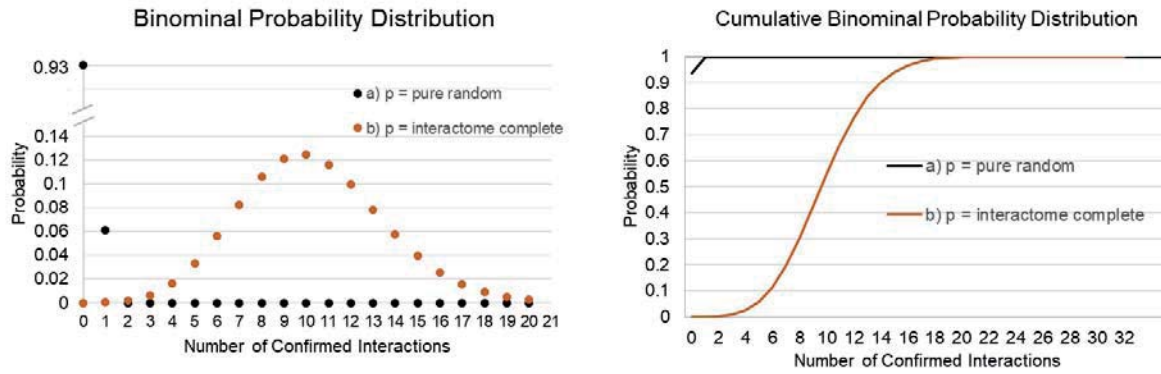 Binominal Probability Distribution
0.93
a) p = pure random
b) p = interactome complete
0.14
0.12
0.1
0.08
0.06
0.04
0.02
0
Probability
0 1 2 3 4 5 6 7 8 9 10 11 12 13 14 15 16 17 18 19 20 21
Number of Confirmed Interactions
Cumulative Binominal Probability Distribution
1
0.9
0.8
0.7
0.6
0.5
0.4
0.3
0.2
0.1
0
Probability
a) p = pure random
b) p = interactome complete
0 2 4 6 8 10 12 14 16 18 20 22 24 26 28 30 32
Number of Confirmed Interactions